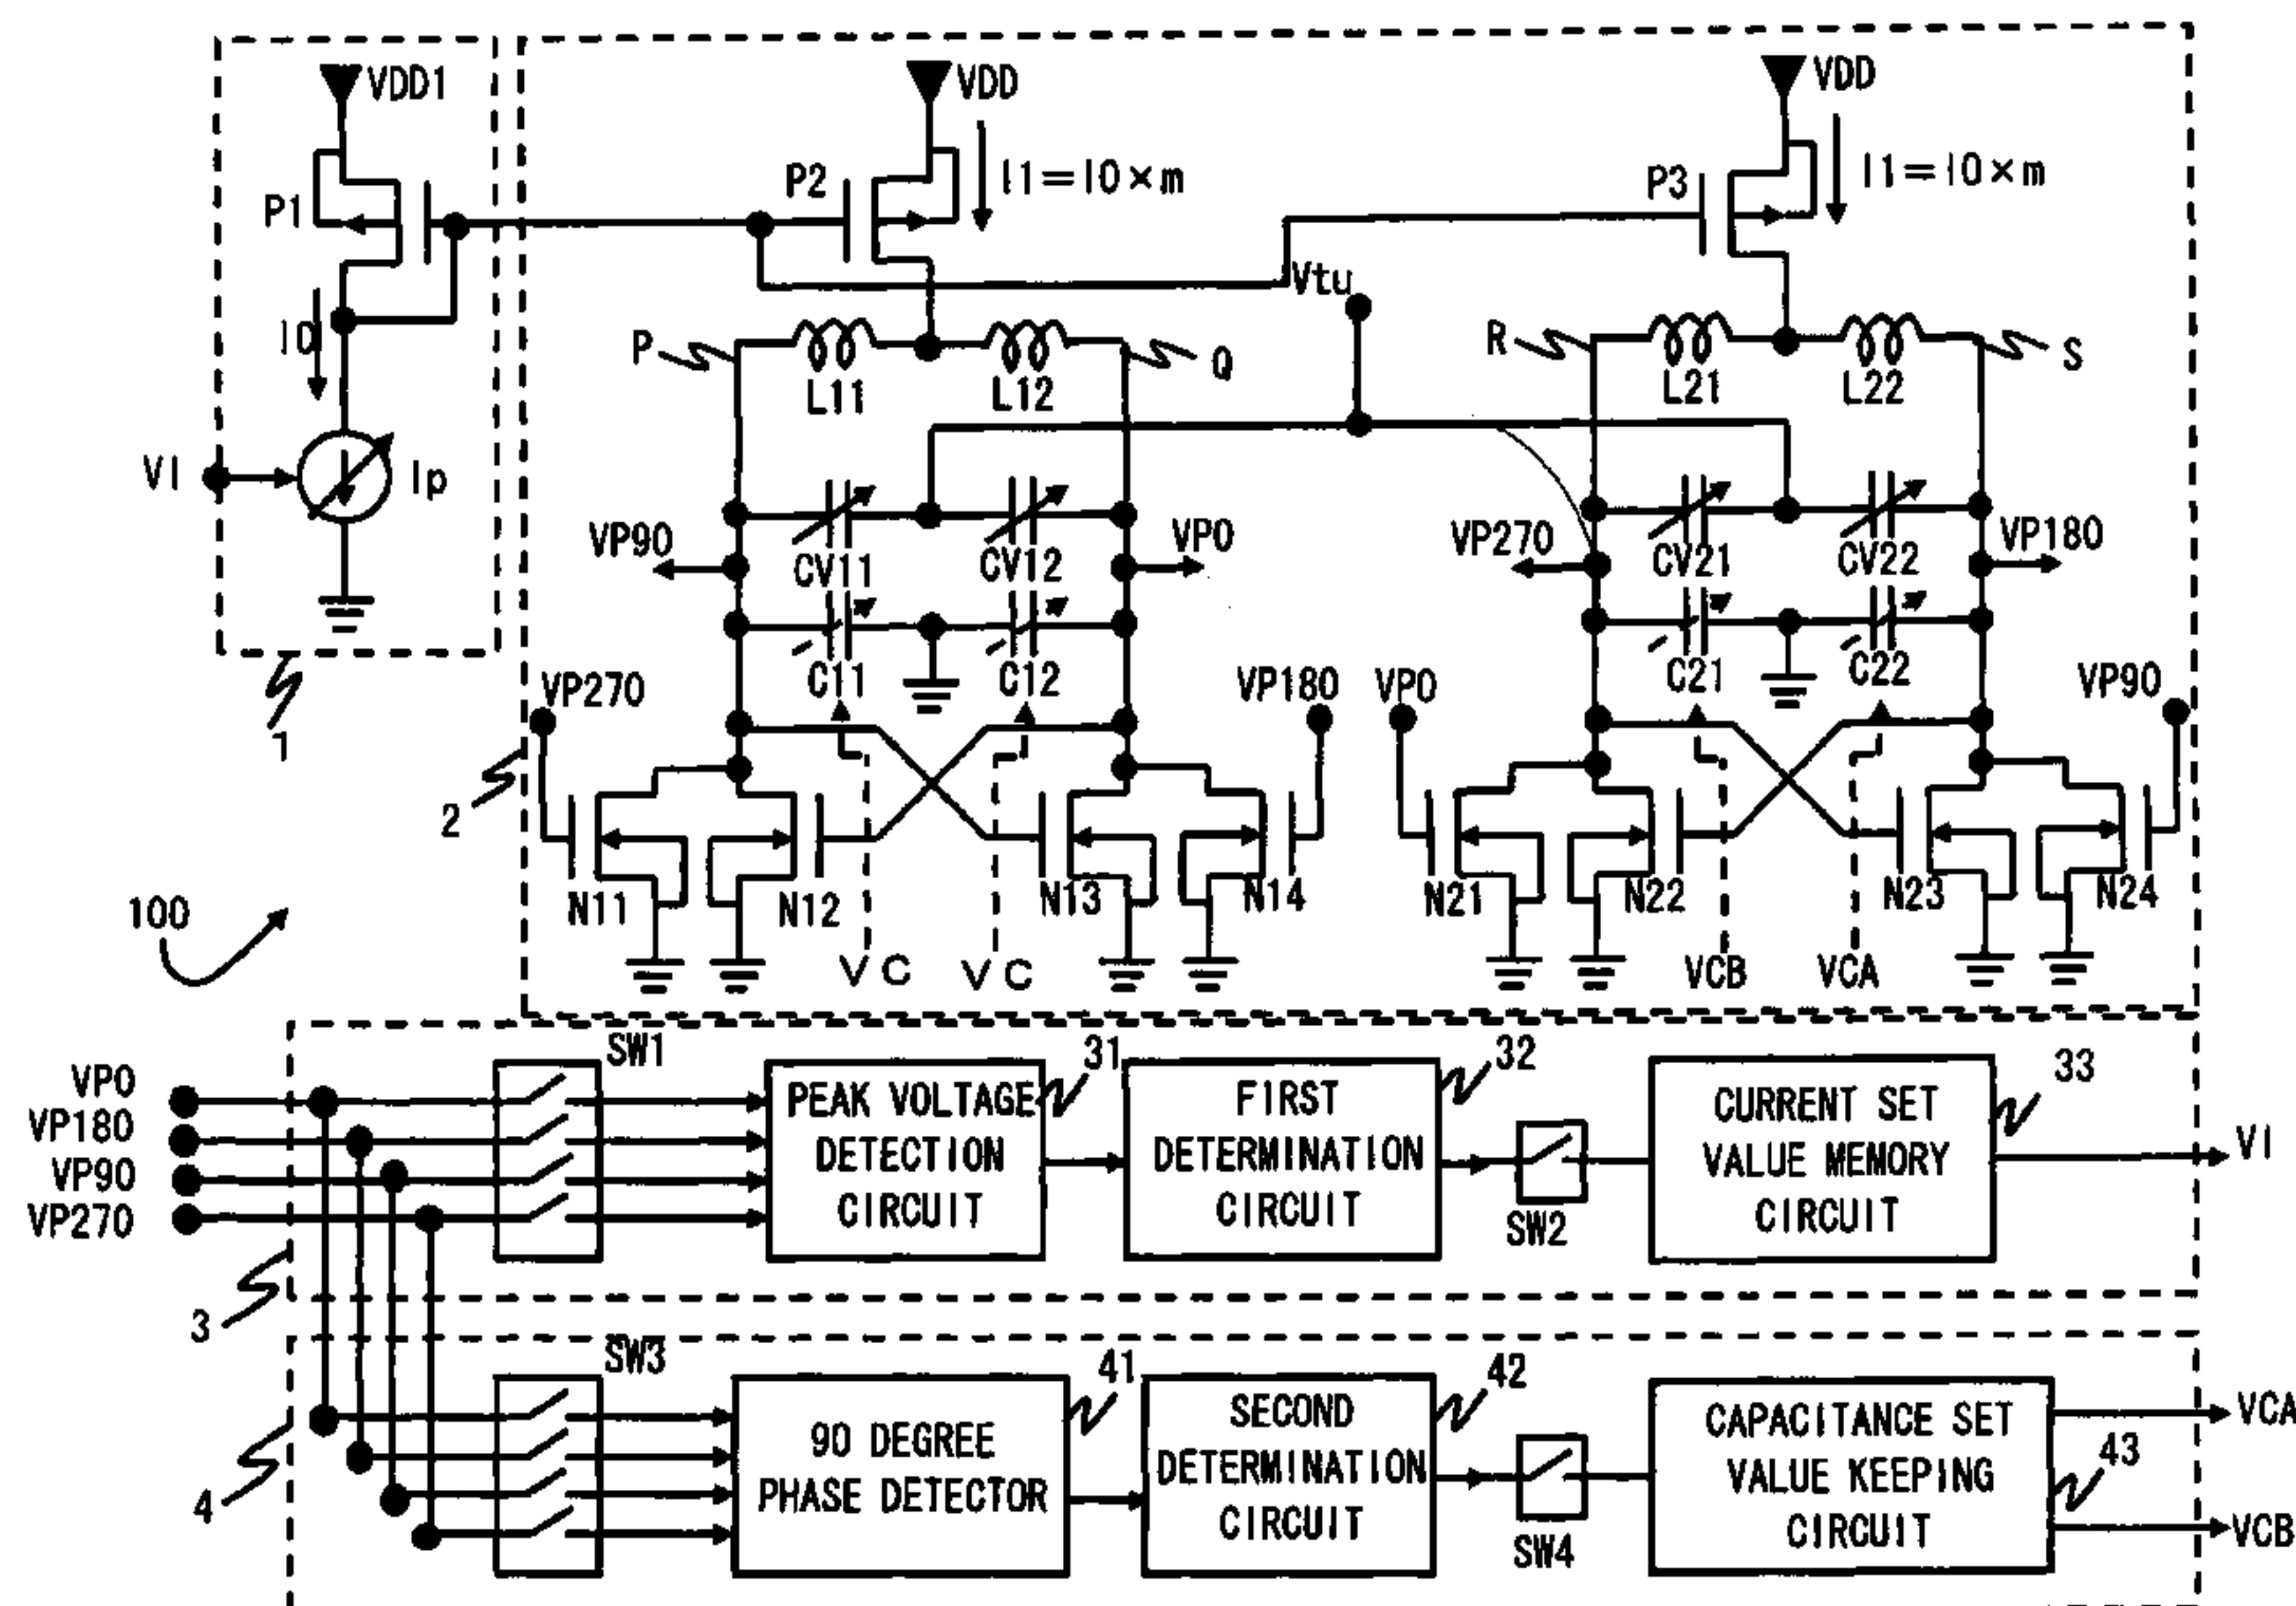 VDD1
VDD
VDD
P1
P2
I1=I0×m
P3
I1=I0×m
Vtu
I0
P
L11
L12
Q
R
L21
L22
S
VI
Ip
VP90
CV11
CV12
VP0
VP270
CV21
CV22
VP180
C11
C12
C21
C22
1
VP270
VP180
VP0
VP90
2
N11
N12
N13
N14
N21
N22
N23
N24
100
VC
VC
VCB
VCA
SW1
31
32
33
VP0
VP180
VP90
VP270
PEAK VOLTAGE
DETECTION
CIRCUIT
FIRST
DETERMINATION
CIRCUIT
SW2
CURRENT SET
VALUE MEMORY
CIRCUIT
VI
3
SW3
41
42
43
90 DEGREE
PHASE DETECTOR
SECOND
DETERMINATION
CIRCUIT
SW4
CAPACITANCE SET
VALUE KEEPING
CIRCUIT
VCA
VCB
4